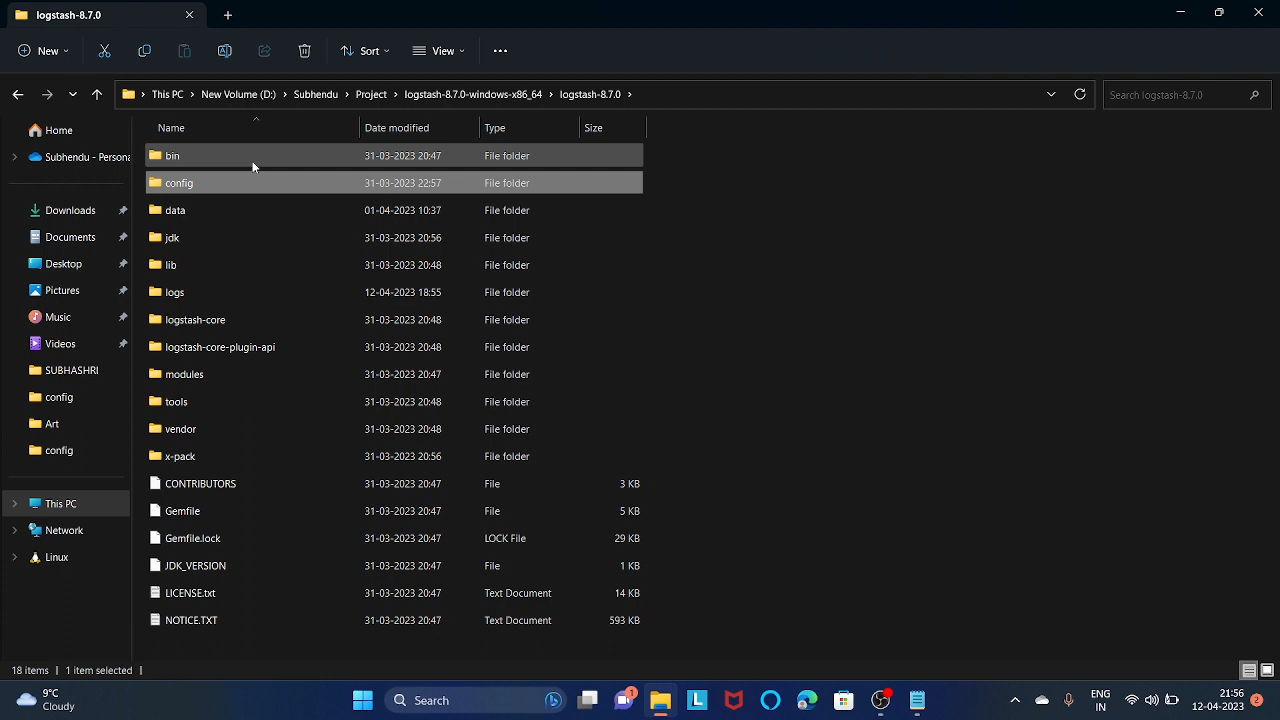 logstash-8.7.0
New
Sort
View
This PC
New Volume (D:)
Subhendu
Project
logstash-8.7.0-windows-x86_64
logstash-8.7.0
Search logstash-8.7.0
Name Date modified Type Size
Home
Subhendu - Persona
Downloads
Documents
Desktop
Pictures
Music
Videos
SUBHASHRI
config
Art
config
This PC
Network
Linux
bin 31-03-2023 20:47 File folder
config 31-03-2023 22:57 File folder
data 01-04-2023 10:37 File folder
jdk 31-03-2023 20:56 File folder
lib 31-03-2023 20:48 File folder
logs 12-04-2023 18:55 File folder
logstash-core 31-03-2023 20:48 File folder
logstash-core-plugin-api 31-03-2023 20:48 File folder
modules 31-03-2023 20:47 File folder
tools 31-03-2023 20:48 File folder
vendor 31-03-2023 20:48 File folder
x-pack 31-03-2023 20:56 File folder
CONTRIBUTORS 31-03-2023 20:47 File 3 KB
Gemfile 31-03-2023 20:47 File 5 KB
Gemfile.lock 31-03-2023 20:47 LOCK File 29 KB
JDK_VERSION 31-03-2023 20:47 File 1 KB
LICENSE.txt 31-03-2023 20:47 Text Document 14 KB
NOTICE.TXT 31-03-2023 20:47 Text Document 593 KB
18 items 1 item selected
9°C
Cloudy
Search
1
L
ENG
IN
21:56
12-04-2023
2